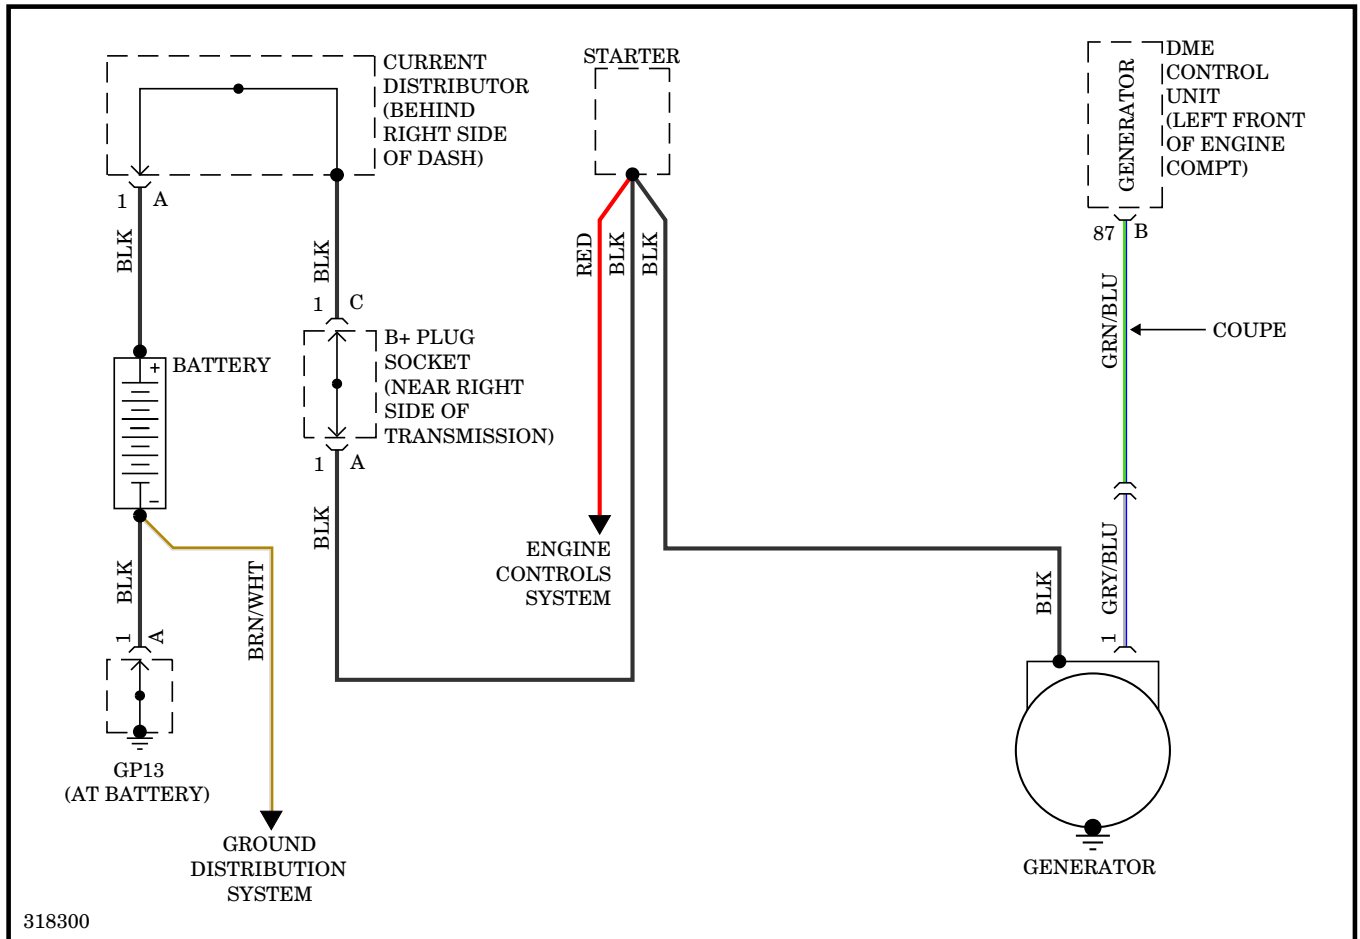 CURRENT
DISTRIBUTOR
(BEHIND
RIGHT SIDE
OF DASH)
STARTER
GENERATOR
DME
CONTROL
UNIT
(LEFT FRONT
OF ENGINE
COMPT)
1 A
BLK
BLK
1 C
RED
BLK
BLK
87 B
GRN/BLU
COUPE
+
BATTERY
B+ PLUG
SOCKET
(NEAR RIGHT
SIDE OF
TRANSMISSION)
1 A
BLK
–
BLK
1 A
BRN/WHT
ENGINE
CONTROLS
SYSTEM
BLK
GRY/BLU
1
GP13
(AT BATTERY)
GROUND
DISTRIBUTION
SYSTEM
GENERATOR
318300